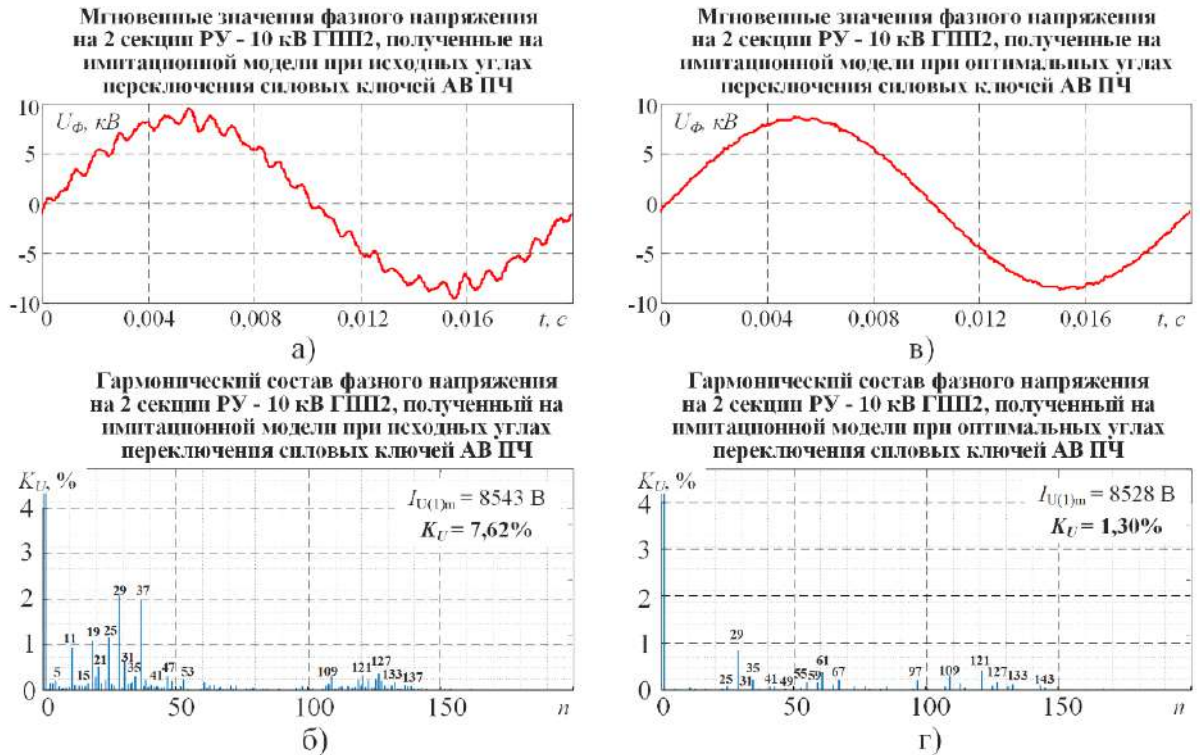 Мгновенные значения фазного напряжения
на 2 секции РУ - 10 кВ ГПП2, полученные на
имитационной модели при исходных углах
переключения силовых ключей АВ ПЧ
10
U_Ф, кВ
5
0
-5
-10
0
0,004
0,008
0,012
0,016
t, с
а)
Мгновенные значения фазного напряжения
на 2 секции РУ - 10 кВ ГПП2, полученные на
имитационной модели при оптимальных углах
переключения силовых ключей АВ ПЧ
10
U_Ф, кВ
5
0
-5
-10
0
0,004
0,008
0,012
0,016
t, с
в)
Гармонический состав фазного напряжения
на 2 секции РУ - 10 кВ ГПП2, полученный на
имитационной модели при исходных углах
переключения силовых ключей АВ ПЧ
K_U, %
I_U(1)m = 8543 В
K_U = 7,62%
4
3
2
1
0
5
11
15
19
21
25
29
31
35
37
41
47
53
109
121
127
133
137
0
50
100
150
n
б)
Гармонический состав фазного напряжения
на 2 секции РУ - 10 кВ ГПП2, полученный на
имитационной модели при оптимальных углах
переключения силовых ключей АВ ПЧ
K_U, %
I_U(1)m = 8528 В
K_U = 1,30%
4
3
2
1
0
25
29
31
35
41
49
55
59
61
67
97
109
121
127
133
143
0
50
100
150
n
г)